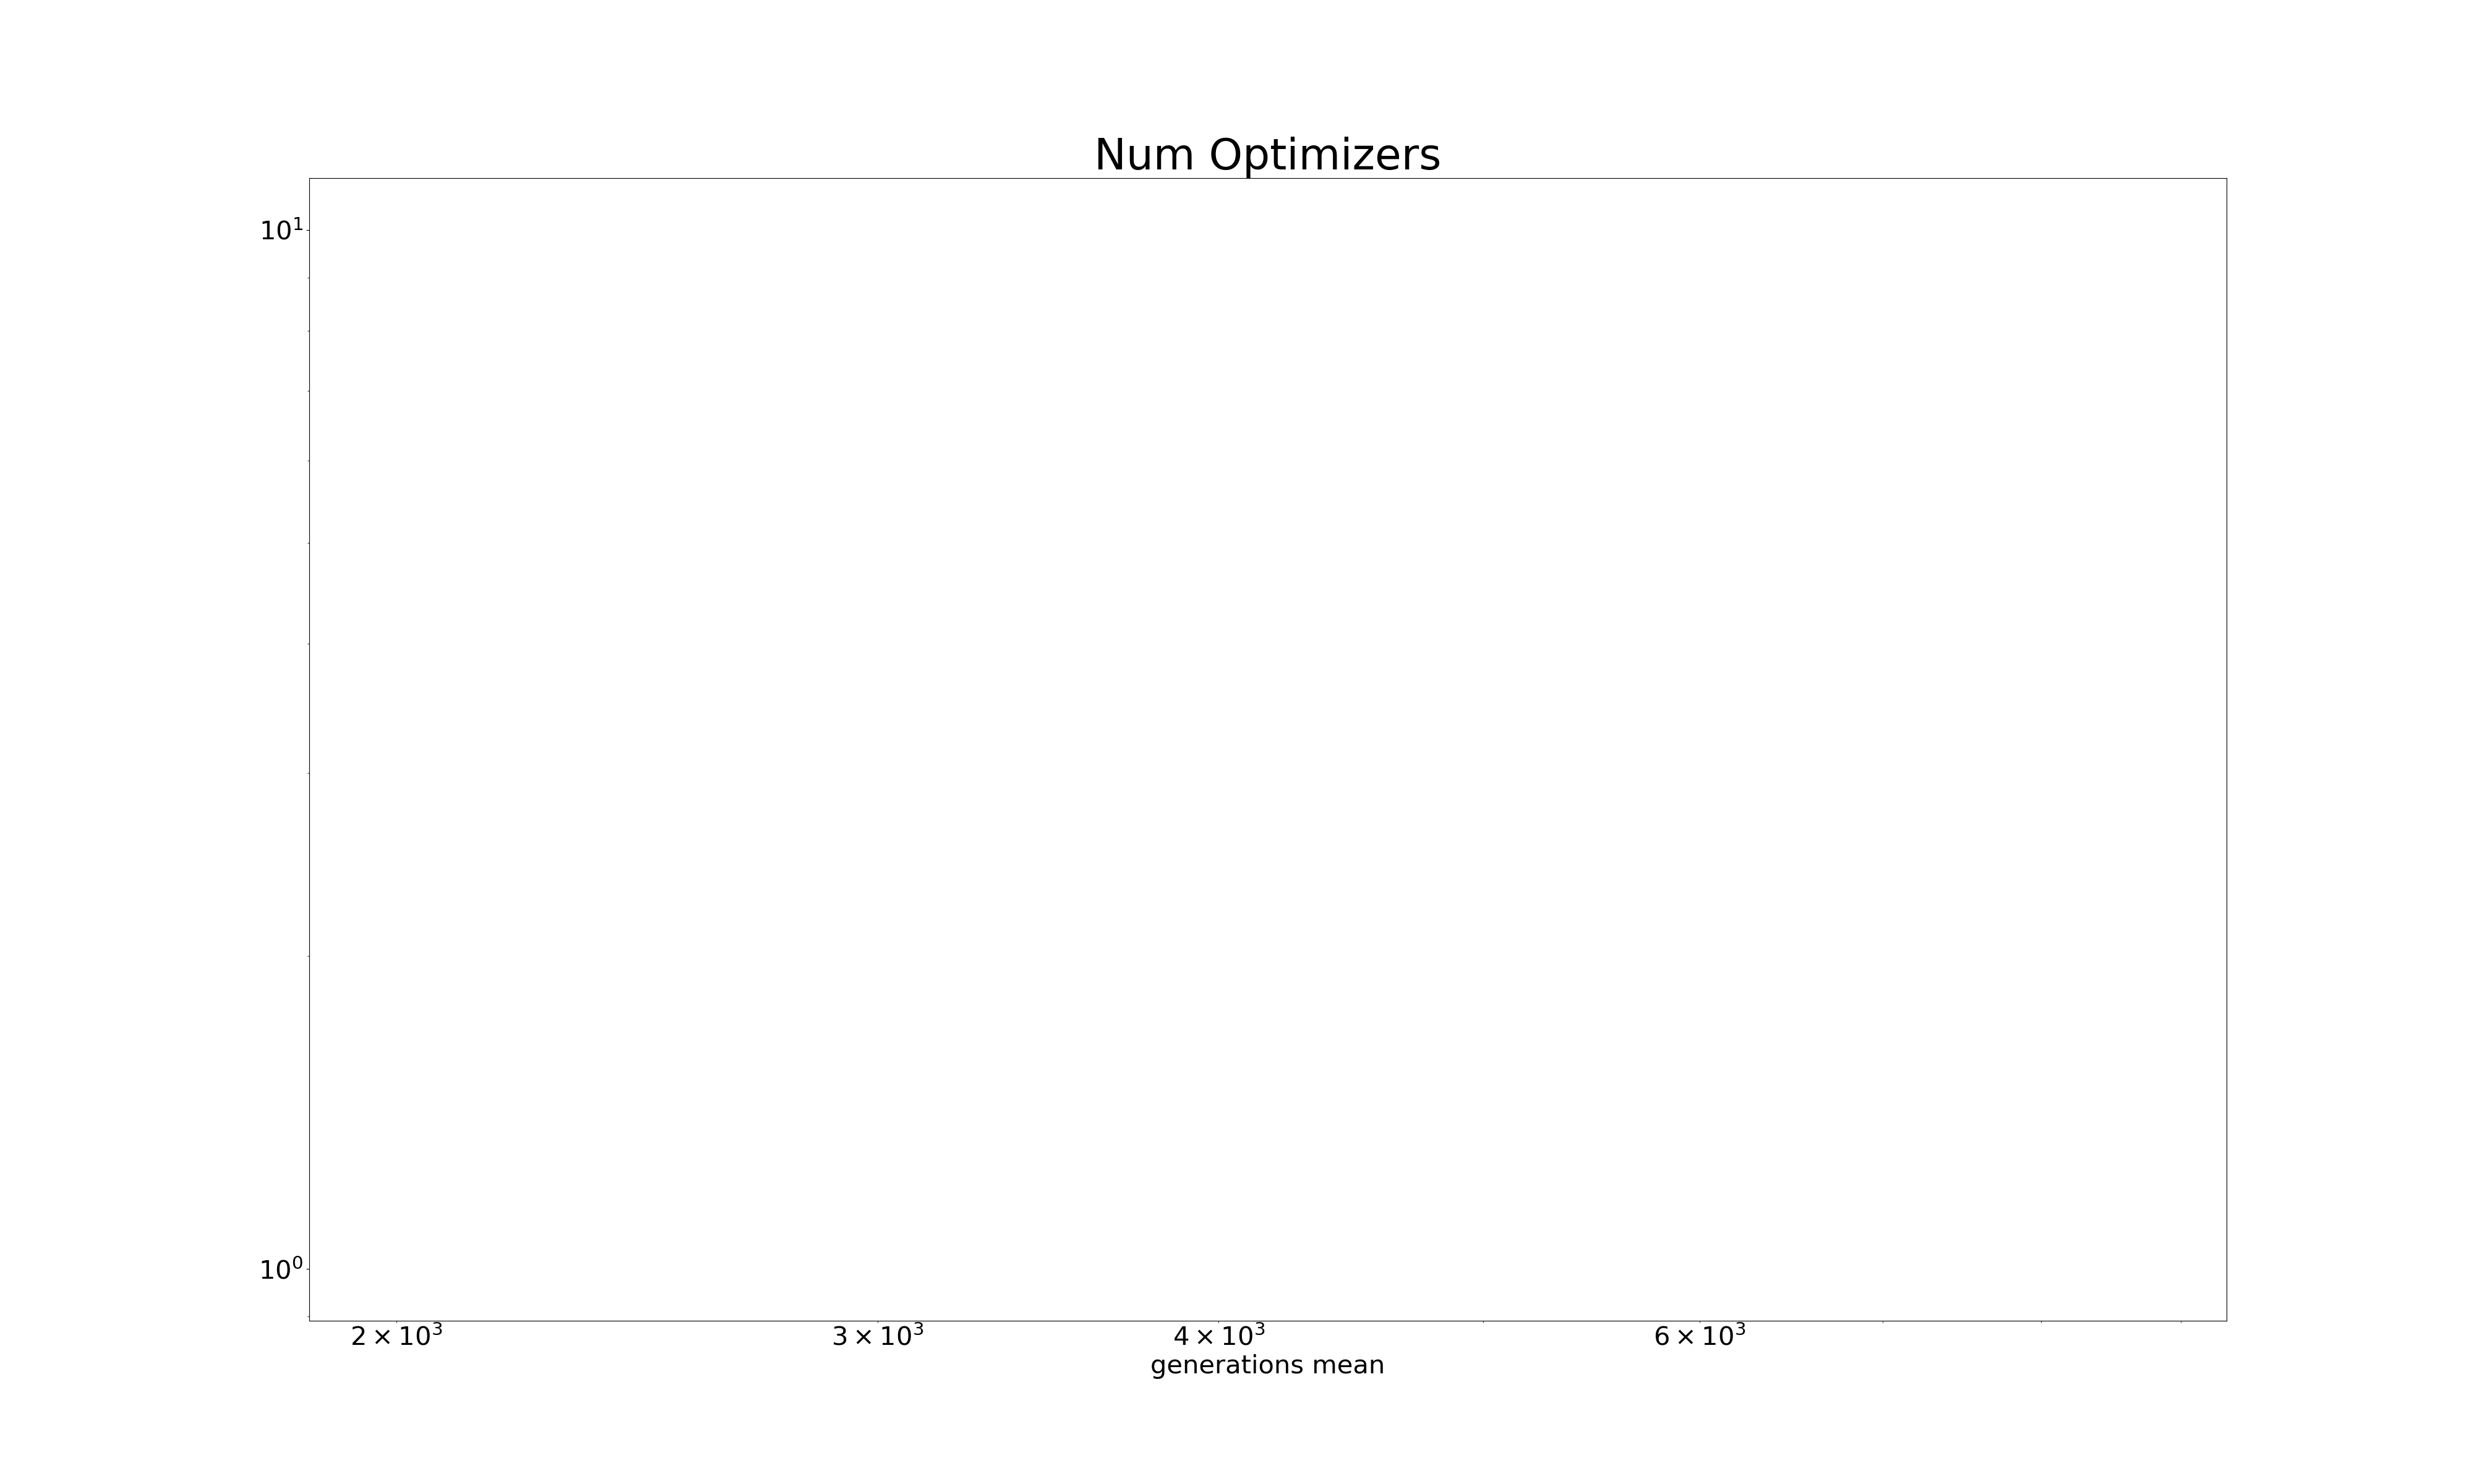 Num Optimizers
10¹
10⁰
2 × 10³
3 × 10³
4 × 10³
6 × 10³
generations mean